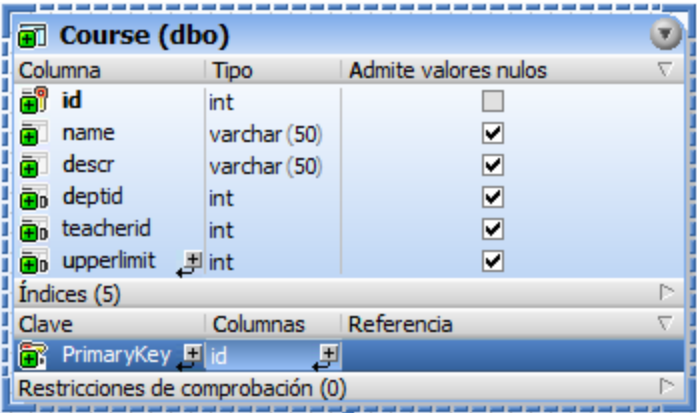 Course (dbo)
Columna Tipo Admite valores nulos
id int
name varchar (50)
descr varchar (50)
deptid int
teacherid int
upperlimit int
Índices (5)
Clave Columnas Referencia
PrimaryKey id
Restricciones de comprobación (0)